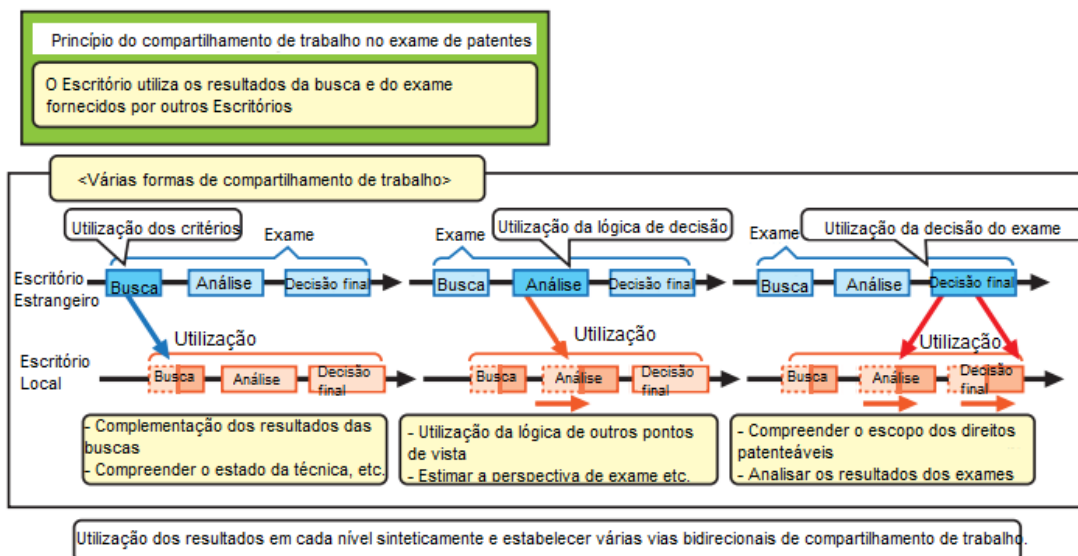 Princípio do compartilhamento de trabalho no exame de patentes
O Escritório utiliza os resultados da busca e do exame
fornecidos por outros Escritórios
<Várias formas de compartilhamento de trabalho>
Utilização dos critérios
Exame
Escritório
Estrangeiro
Busca
Análise
Decisão final
Utilização
Escritório
Local
Busca
Análise
Decisão
final
- Complementação dos resultados das
buscas
- Compreender o estado da técnica, etc.
Exame
Utilização da lógica de decisão
Busca
Análise
Decisão final
Utilização
Busca
Análise
Decisão
final
- Utilização da lógica de outros pontos
de vista
- Estimar a perspectiva de exame etc.
Exame
Utilização da decisão do exame
Busca
Análise
Decisão final
Utilização
Busca
Análise
Decisão
final
- Compreender o escopo dos direitos
patenteáveis
- Analisar os resultados dos exames
Utilização dos resultados em cada nível sinteticamente e estabelecer várias vias bidirecionais de compartilhamento de trabalho.